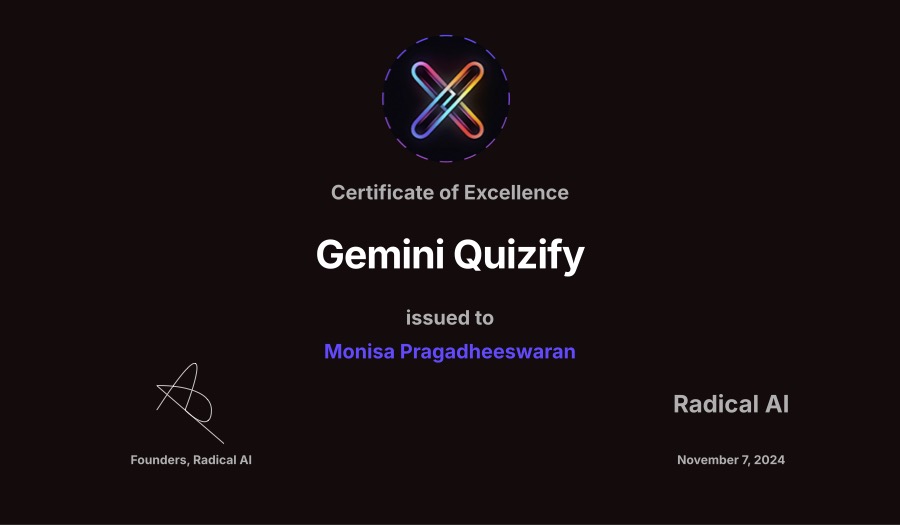 Certificate of Excellence
Gemini Quizify
issued to
Monisa Pragadheeswaran
Radical AI
Founders, Radical AI
November 7, 2024